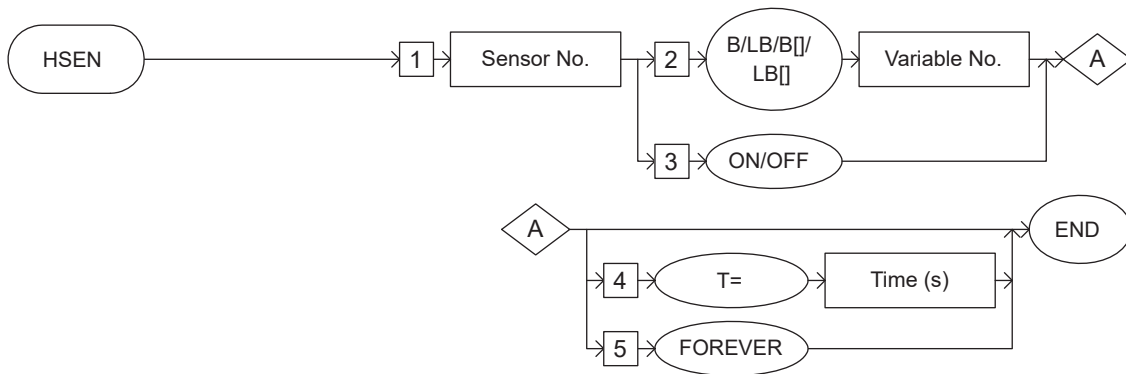 HSEN
1
Sensor No.
2
B/LB/B[]/
LB[]
Variable No.
A
3
ON/OFF
A
END
4
T=
Time (s)
5
FOREVER